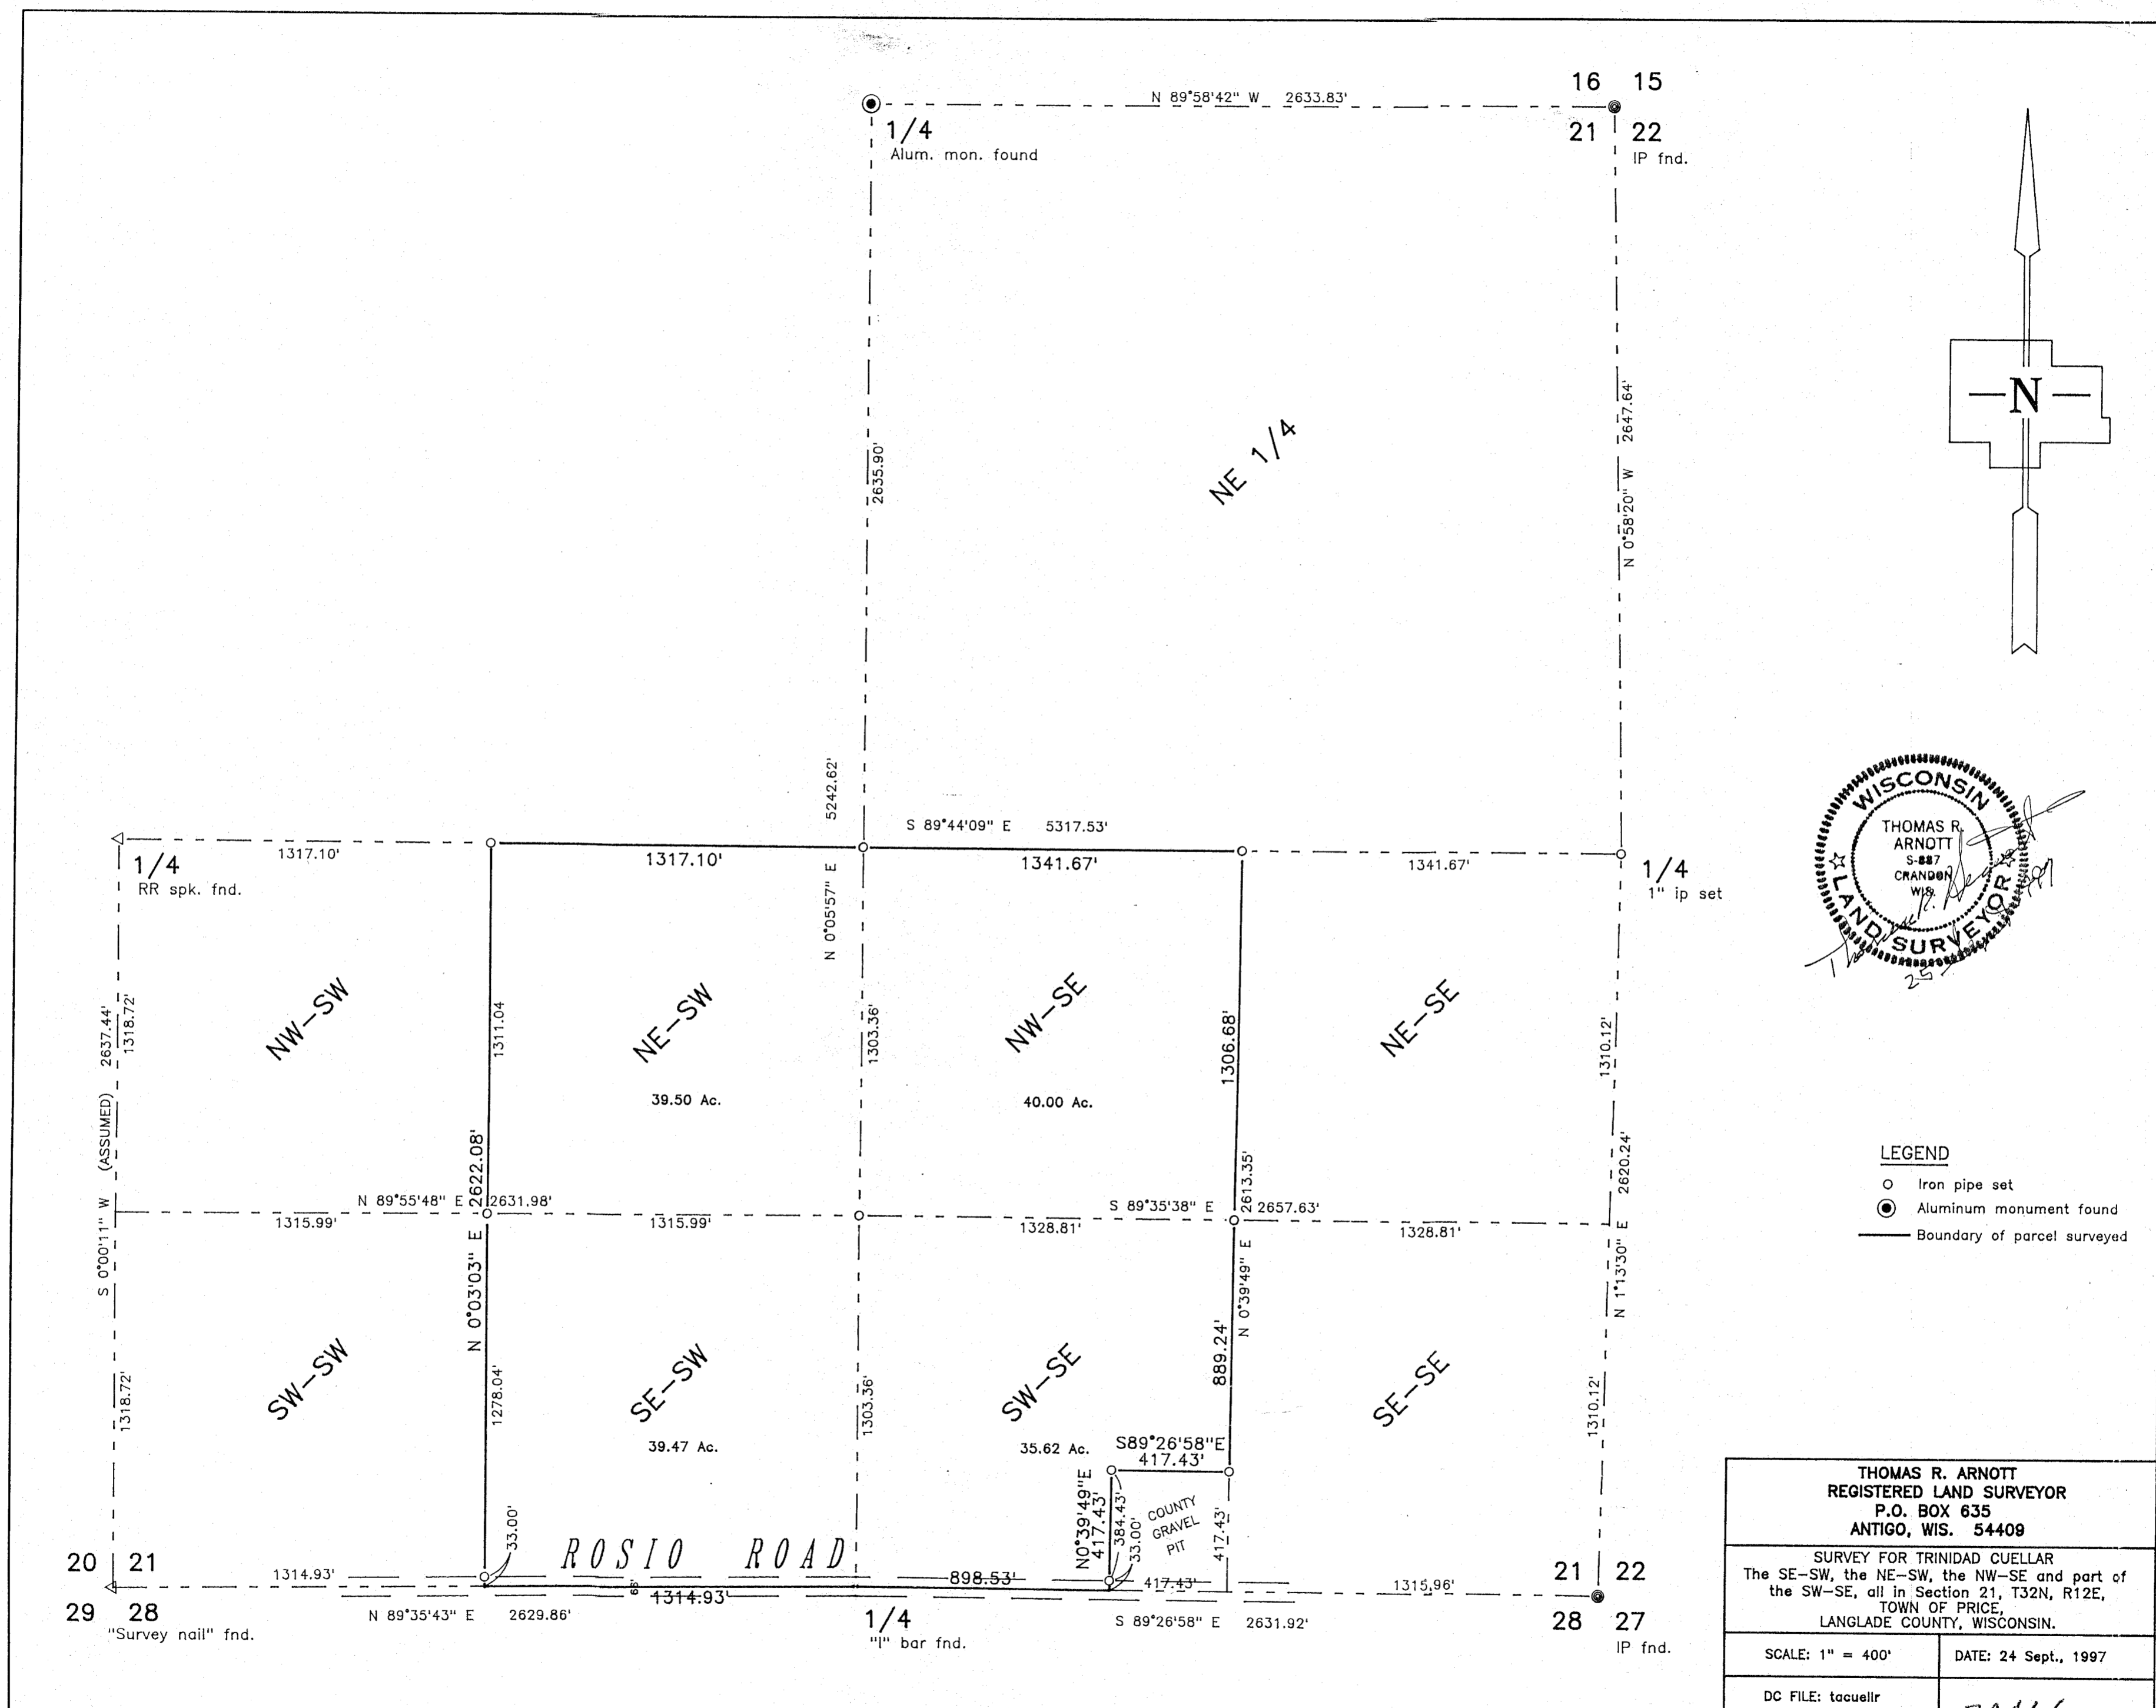 N 89°58'42" W 2633.83'
16 15
21 22
IP fnd.
1/4
Alum. mon. found
2635.90'
NE 1/4
N 0°58'20" W 2647.64'
N
5242.62'
N 0°05'57" E
S 89°44'09" E 5317.53'
1317.10'
1317.10'
1341.67'
1341.67'
1/4
RR spk. fnd.
1/4
1" ip set
WISCONSIN
LAND SURVEYOR
THOMAS R.
ARNOTT
S-887
CRANDON
WIS.
S 0°00'11" W (ASSUMED) 2637.44'
1318.72'
NW-SW
1311.04
NE-SW
39.50 Ac.
1303.36'
NW-SE
40.00 Ac.
1306.68'
NE-SE
1310.12'
N 0°03'03" E 2622.08'
N 89°55'48" E 2631.98'
1315.99'
1315.99'
S 89°35'38" E 2657.63'
1328.81'
1328.81'
N 0°39'49" E 2613.35'
N 1°13'30" E 2620.24'
LEGEND
Iron pipe set
Aluminum monument found
Boundary of parcel surveyed
1318.72'
SW-SW
1278.04'
SE-SW
39.47 Ac.
1303.36'
SW-SE
35.62 Ac.
889.24'
SE-SE
1310.12'
S89°26'58"E
417.43'
N0°39'49"E
417.43'
384.43'
33.00'
COUNTY
GRAVEL
PIT
417.43'
33.00'
ROSIO ROAD
20 21
29 28
"Survey nail" fnd.
1314.93'
N 89°35'43" E 2629.86'
66'
1314.93'
898.53'
417.43'
1315.96'
1/4
"I" bar fnd.
S 89°26'58" E 2631.92'
21 22
28 27
IP fnd.
THOMAS R. ARNOTT
REGISTERED LAND SURVEYOR
P.O. BOX 635
ANTIGO, WIS. 54409
SURVEY FOR TRINIDAD CUELLAR
The SE-SW, the NE-SW, the NW-SE and part of
the SW-SE, all in Section 21, T32N, R12E,
TOWN OF PRICE,
LANGLADE COUNTY, WISCONSIN.
SCALE: 1" = 400'
DATE: 24 Sept., 1997
DC FILE: tacuellr